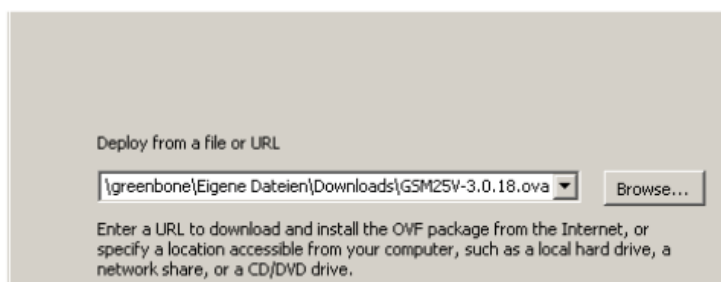 Deploy from a file or URL
\greenbone\Eigene Dateien\Downloads\GSM25V-3.0.18.ova
Browse...
Enter a URL to download and install the OVF package from the Internet, or
specify a location accessible from your computer, such as a local hard drive, a
network share, or a CD/DVD drive.